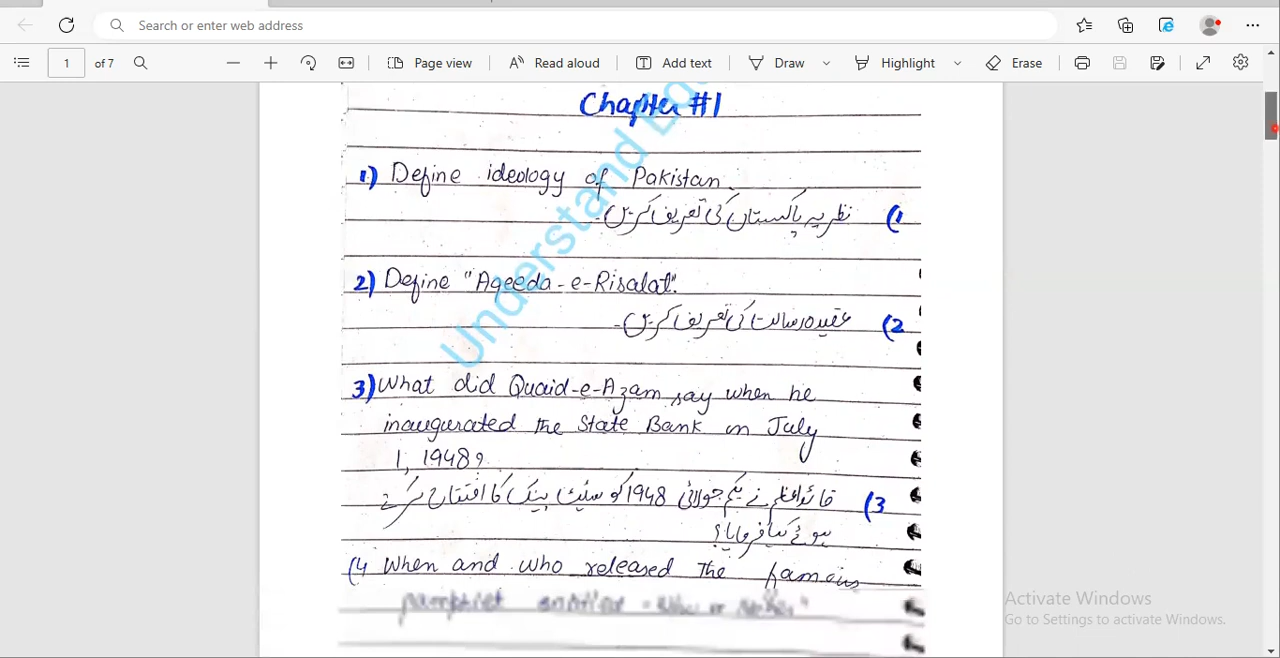 Search or enter web address
1 of 7
Page view
Read aloud
Add text
Draw
Highlight
Erase
Chapter #1
1) Define ideology of Pakistan.
1) نظریہ پاکستان کی تعریف کریں۔
2) Define "Aqeeda-e-Risalat".
2) عقیدہ رسالت کی تعریف کریں۔
3) What did Quaid-e-Azam say when he
inaugurated the State Bank on July
1, 1948?
3) قائداعظم نے یکم جولائی 1948 کو سٹیٹ بینک کا افتتاح کرتے
ہوئے کیا فرمایا؟
(4 When and who released the famous
pamphlet
Understand
Activate Windows
Go to Settings to activate Windows.